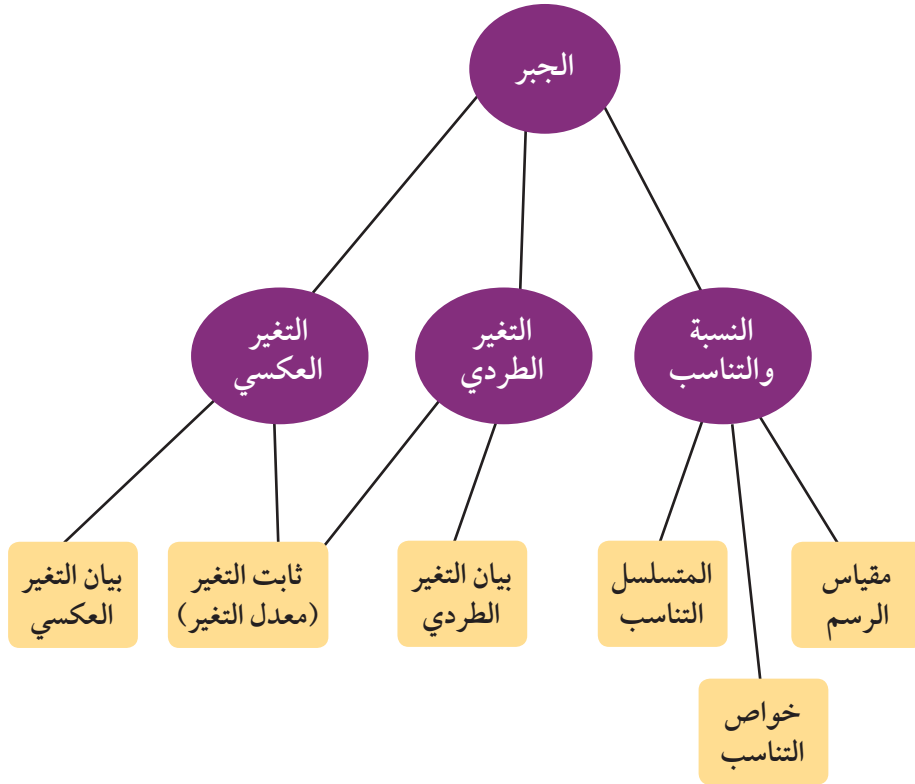 الجبر
النسبة
والتناسب
التغير
الطردي
التغير
العكسي
مقياس
الرسم
المتسلسل
التناسب
بيان التغير
الطردي
ثابت التغير
(معدل التغير)
بيان التغير
العكسي
خواص
التناسب